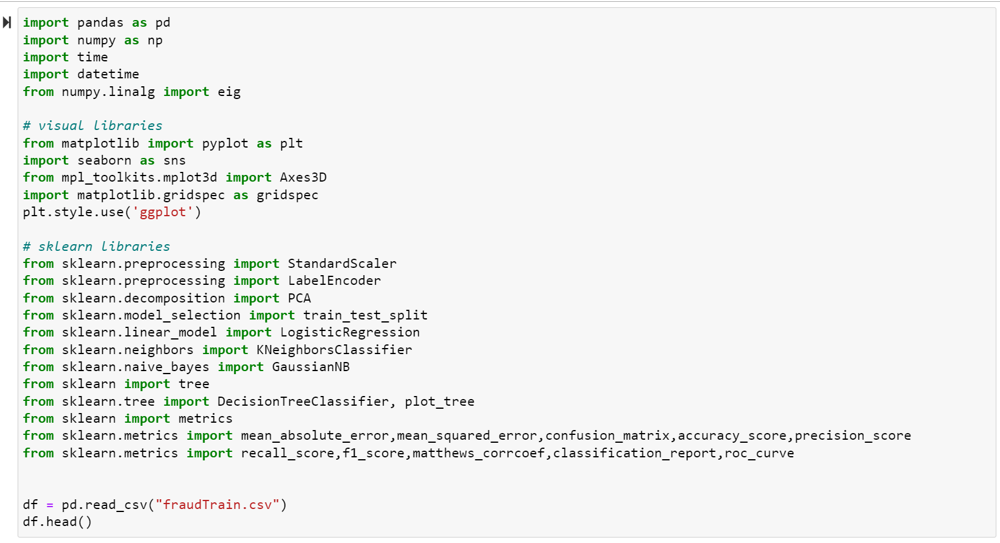 import pandas as pd
import numpy as np
import time
import datetime
from numpy.linalg import eig
# visual libraries
from matplotlib import pyplot as plt
import seaborn as sns
from mpl_toolkits.mplot3d import Axes3D
import matplotlib.gridspec as gridspec
plt.style.use('ggplot')
# sklearn libraries
from sklearn.preprocessing import StandardScaler
from sklearn.preprocessing import LabelEncoder
from sklearn.decomposition import PCA
from sklearn.model_selection import train_test_split
from sklearn.linear_model import LogisticRegression
from sklearn.neighbors import KNeighborsClassifier
from sklearn.naive_bayes import GaussianNB
from sklearn import tree
from sklearn.tree import DecisionTreeClassifier, plot_tree
from sklearn import metrics
from sklearn.metrics import mean_absolute_error,mean_squared_error,confusion_matrix,accuracy_score,precision_score
from sklearn.metrics import recall_score,f1_score,matthews_corrcoef,classification_report,roc_curve
df = pd.read_csv("fraudTrain.csv")
df.head()